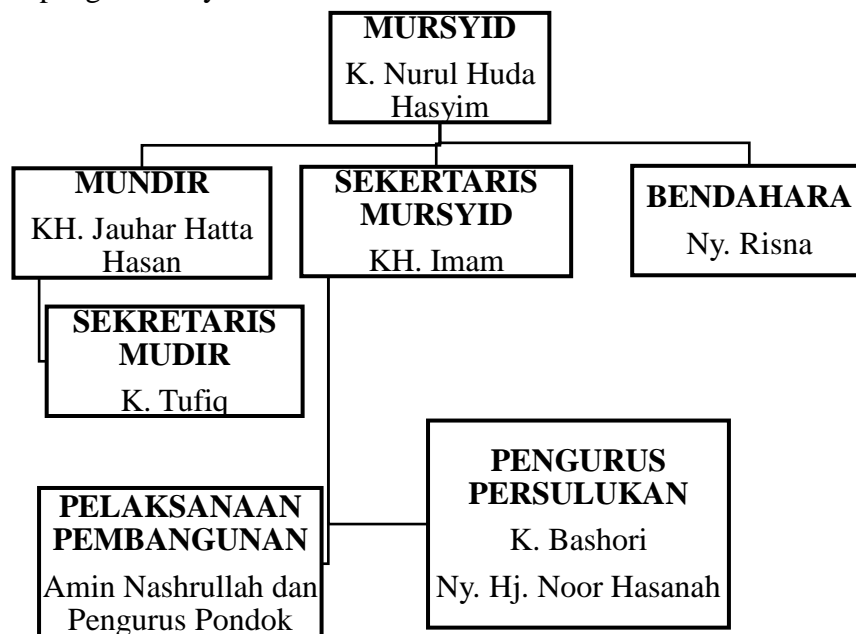 MURSYID
K. Nurul Huda
Hasyim
MUNDIR
KH. Jauhar Hatta
Hasan
SEKERTARIS
MURSYID
KH. Imam
BENDAHARA
Ny. Risna
SEKRETARIS
MUDIR
K. Tufiq
PENGURUS
PERSULUKAN
K. Bashori
Ny. Hj. Noor Hasanah
PELAKSANAAN
PEMBANGUNAN
Amin Nashrullah dan
Pengurus Pondok